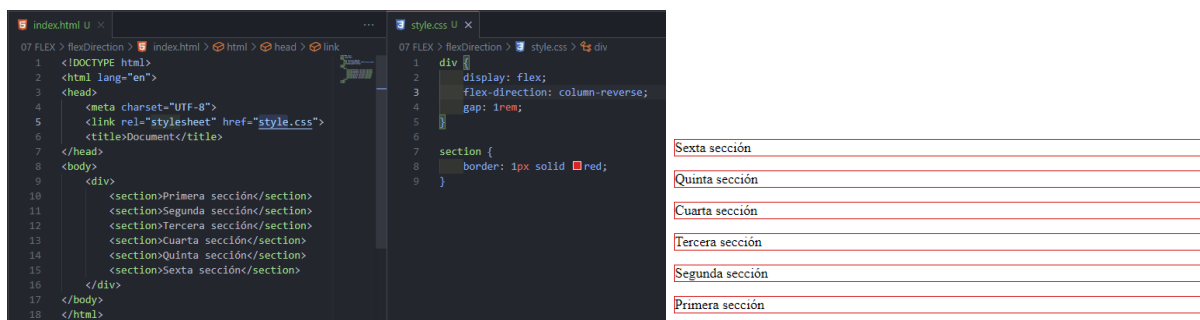 index.html U ×
07 FLEX > flexDirection > index.html > html > head > link
1 <!DOCTYPE html>
2 <html lang="en">
3 <head>
4 <meta charset="UTF-8">
5 <link rel="stylesheet" href="style.css">
6 <title>Document</title>
7 </head>
8 <body>
9 <div>
10 <section>Primera sección</section>
11 <section>Segunda sección</section>
12 <section>Tercera sección</section>
13 <section>Cuarta sección</section>
14 <section>Quinta sección</section>
15 <section>Sexta sección</section>
16 </div>
17 </body>
18 </html>
style.css U ×
07 FLEX > flexDirection > style.css > div
1 div {
2 display: flex;
3 flex-direction: column-reverse;
4 gap: 1rem;
5 }
6
7 section {
8 border: 1px solid red;
9 }
Sexta sección
Quinta sección
Cuarta sección
Tercera sección
Segunda sección
Primera sección